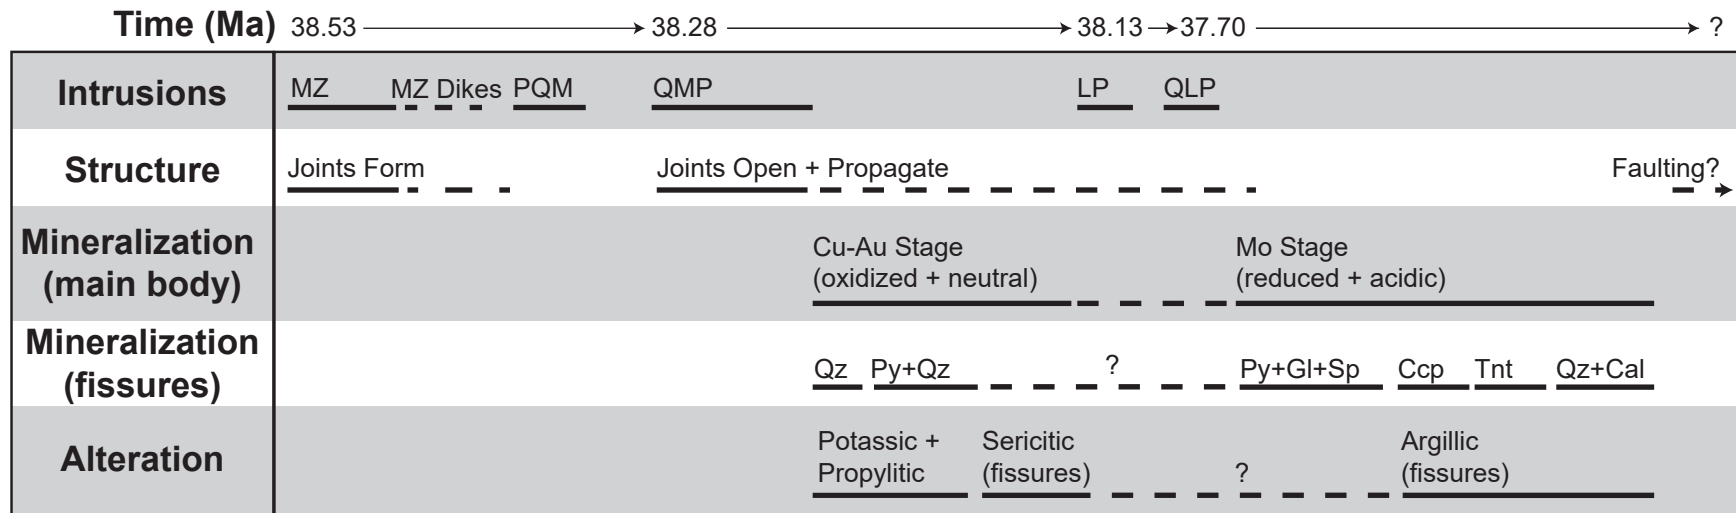 Time (Ma) 38.53 38.28 38.13 37.70 ?
Intrusions MZ MZ Dikes PQM QMP LP QLP
Structure Joints Form Joints Open + Propagate Faulting?
Mineralization
(main body)
Cu-Au Stage
(oxidized + neutral)
Mo Stage
(reduced + acidic)
Mineralization
(fissures)
Qz Py+Qz ? Py+Gl+Sp Ccp Tnt Qz+Cal
Alteration
Potassic +
Propylitic
Sericitic
(fissures)
?
Argillic
(fissures)